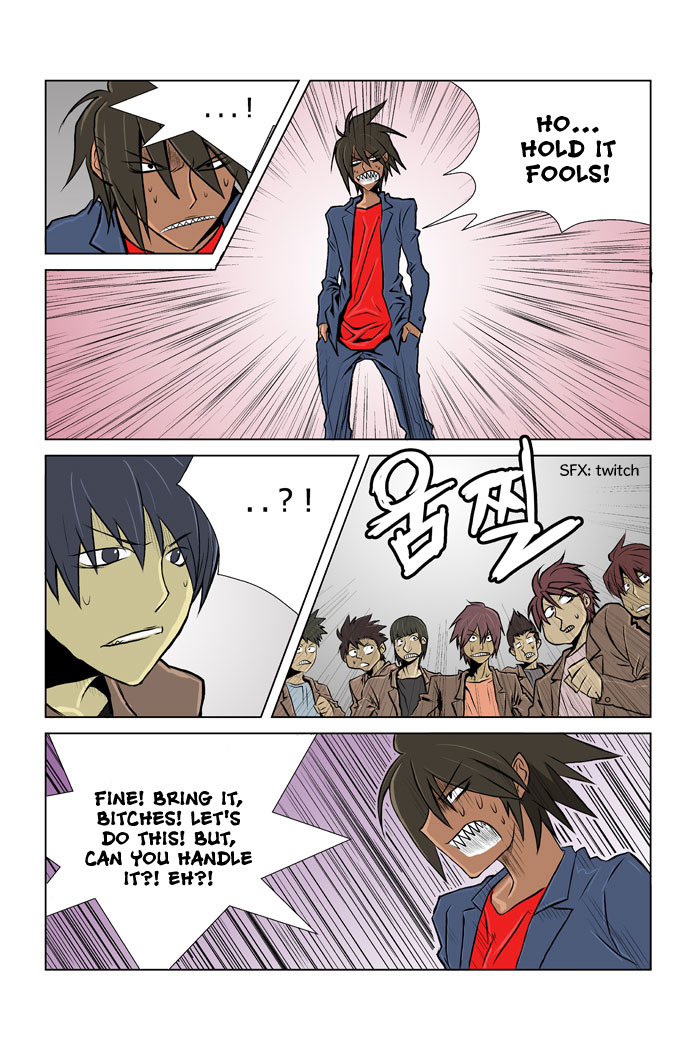 ...!
HO...
HOLD IT
FOOLS!
..?!
움찔
SFX: twitch
FINE! BRING IT,
BITCHES! LET'S
DO THIS! BUT,
CAN YOU HANDLE
IT?! EH?!